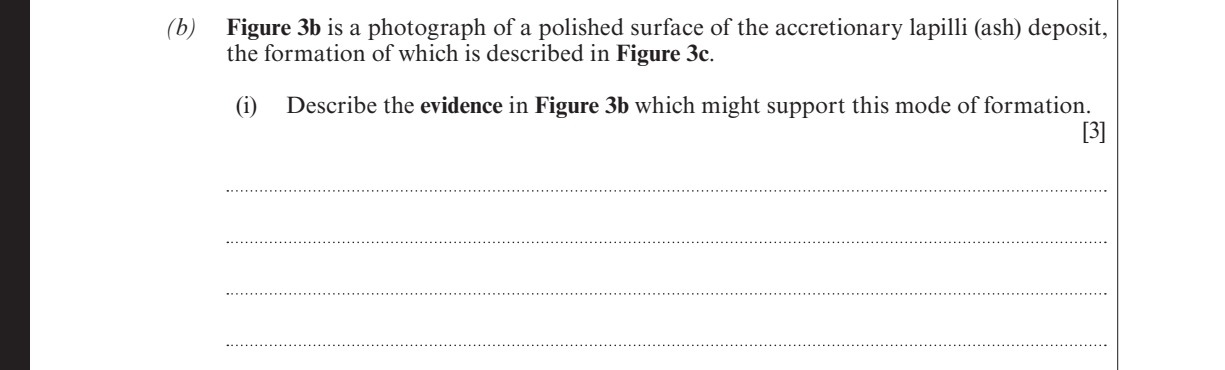 (b) Figure 3b is a photograph of a polished surface of the accretionary lapilli (ash) deposit,
the formation of which is described in Figure 3c.
(i) Describe the evidence in Figure 3b which might support this mode of formation.
[3]